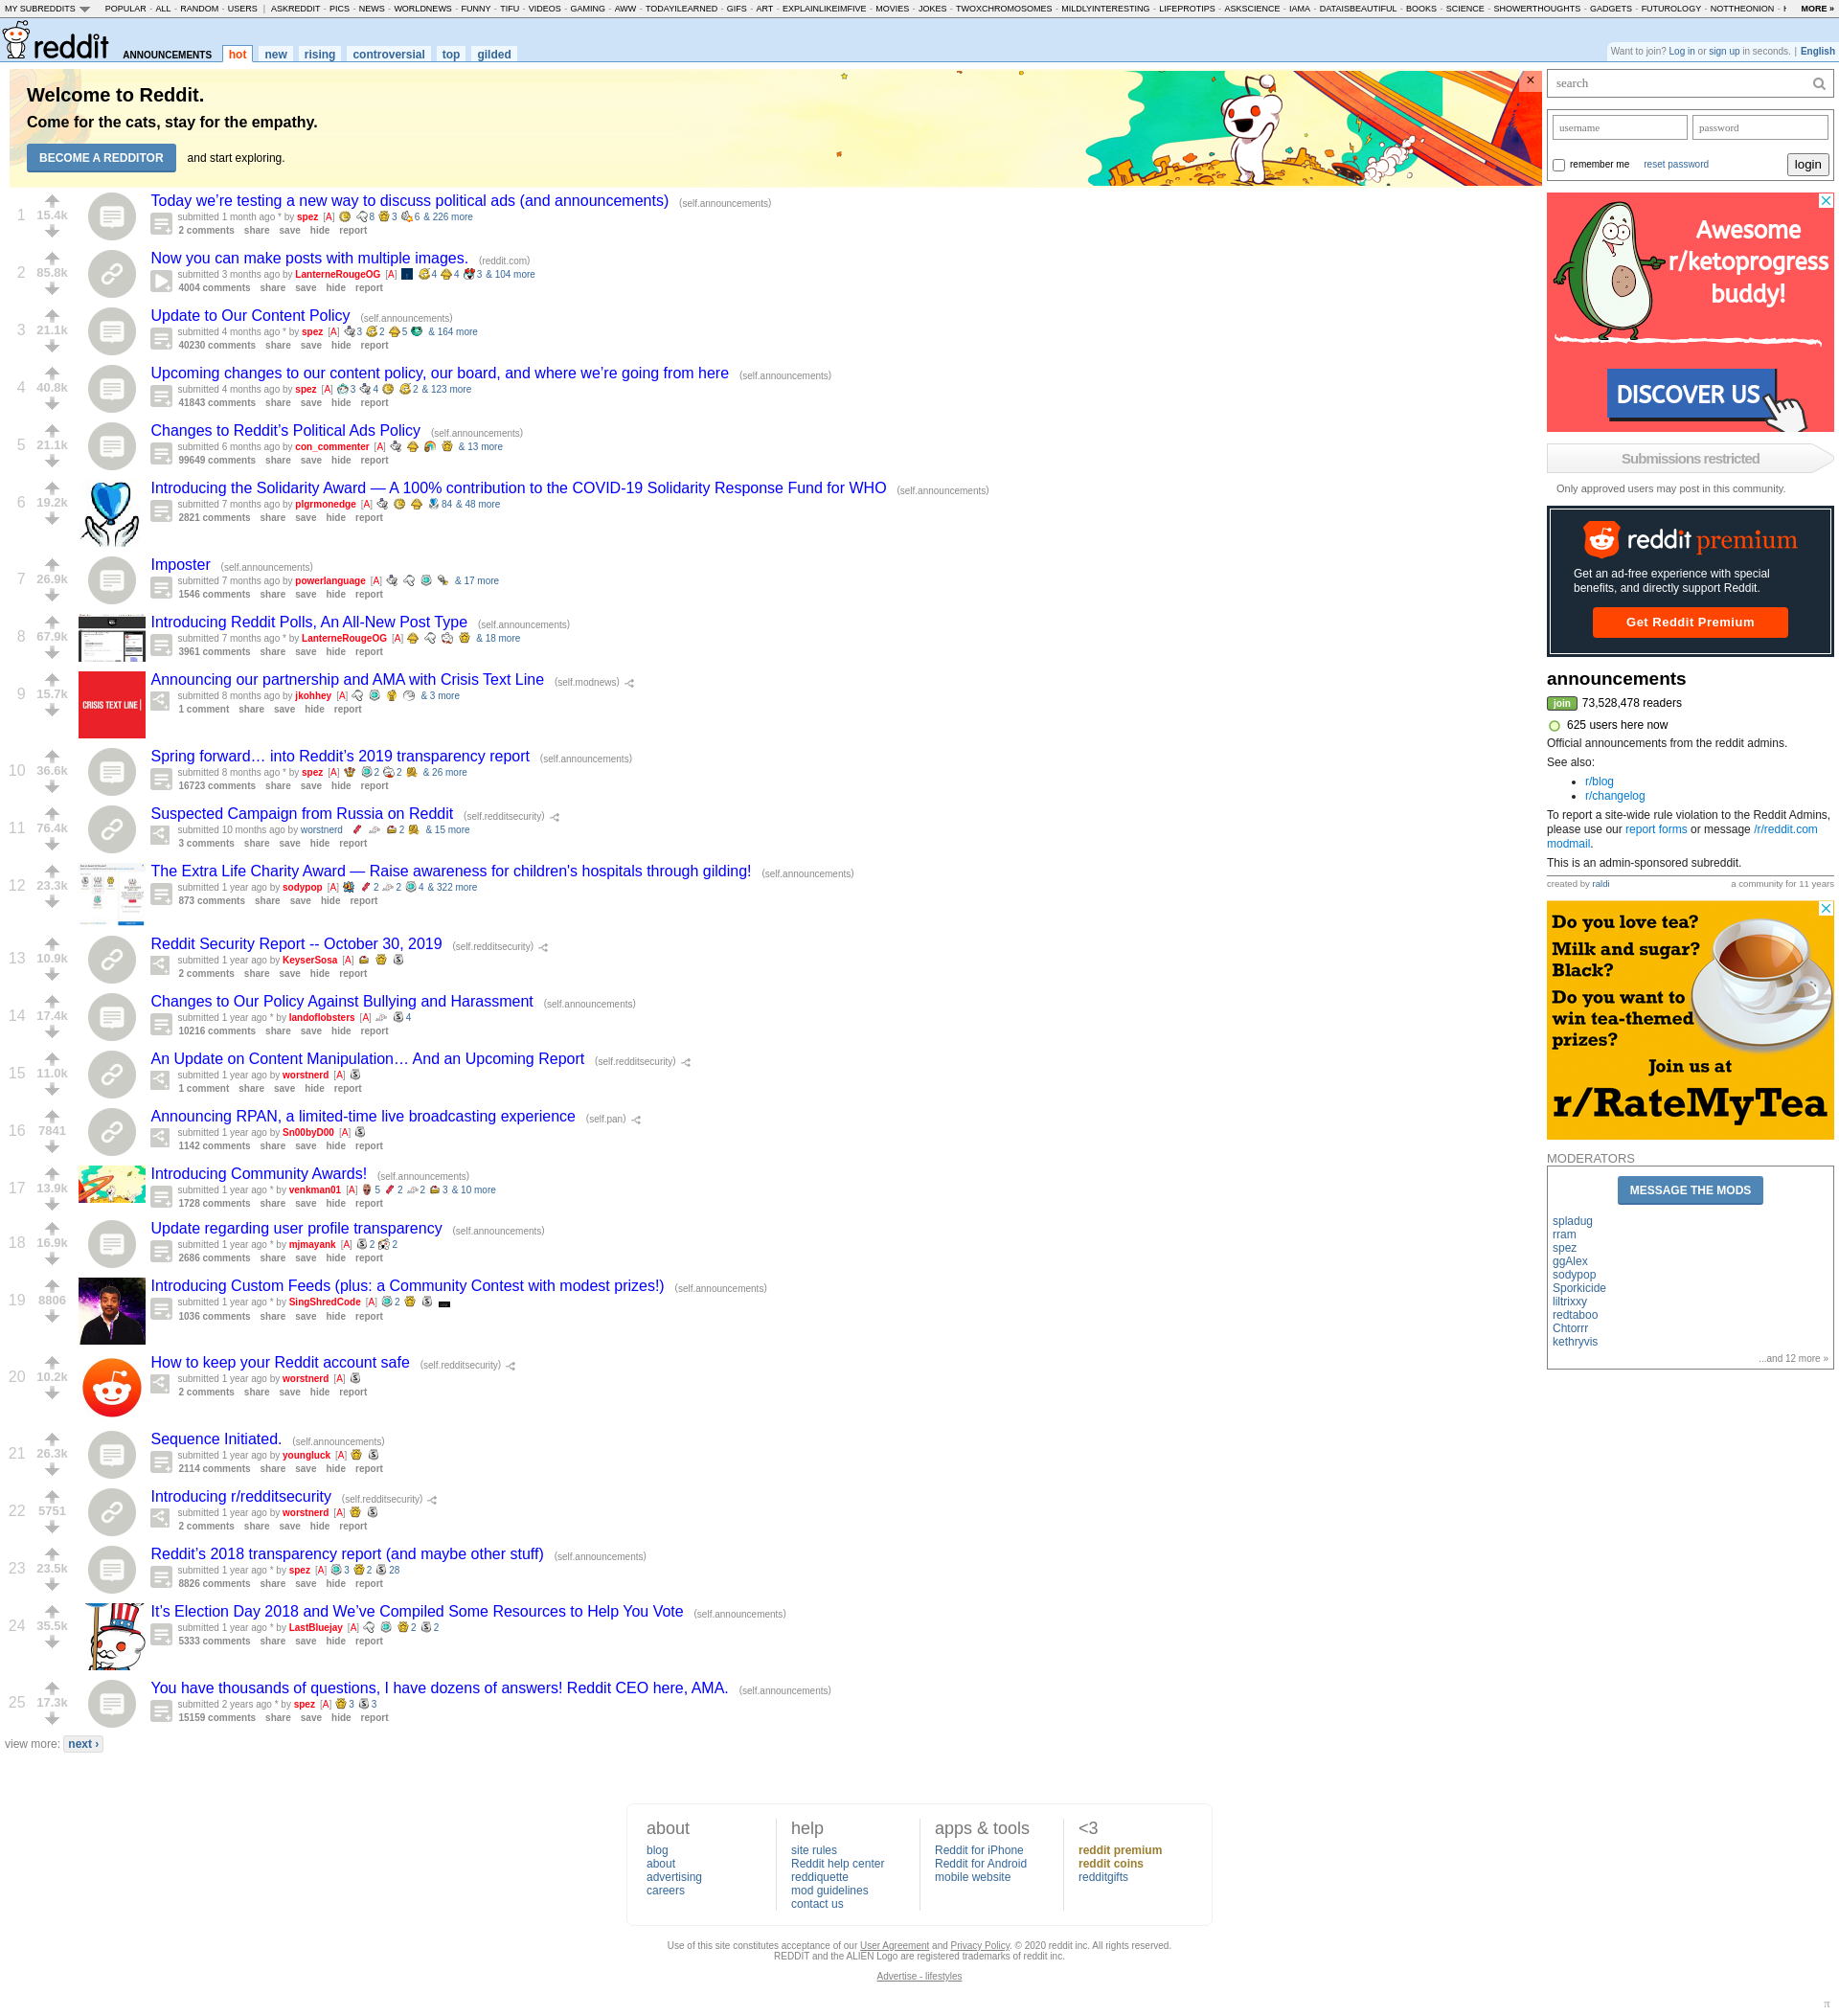 MY SUBREDDITS POPULAR - ALL - RANDOM - USERS | ASKREDDIT - PICS - NEWS - WORLDNEWS - FUNNY - TIFU - VIDEOS - GAMING - AWW - TODAYILEARNED - GIFS - ART - EXPLAINLIKEIMFIVE - MOVIES - JOKES - TWOXCHROMOSOMES - MILDLYINTERESTING - LIFEPROTIPS - ASKSCIENCE - IAMA - DATAISBEAUTIFUL - BOOKS - SCIENCE - SHOWERTHOUGHTS - GADGETS - FUTUROLOGY - NOTTHEONION MORE »
reddit ANNOUNCEMENTS hot new rising controversial top gilded
Want to join? Log in or sign up in seconds. | English
Welcome to Reddit.
Come for the cats, stay for the empathy.
BECOME A REDDITOR and start exploring.
×
1 15.4k
Today we’re testing a new way to discuss political ads (and announcements) (self.announcements)
submitted 1 month ago * by spez [A] 8 3 6 & 226 more
2 comments share save hide report
2 85.8k
Now you can make posts with multiple images. (reddit.com)
submitted 3 months ago by LanterneRougeOG [A] 4 4 3 & 104 more
4004 comments share save hide report
3 21.1k
Update to Our Content Policy (self.announcements)
submitted 4 months ago * by spez [A] 3 2 5 & 164 more
40230 comments share save hide report
4 40.8k
Upcoming changes to our content policy, our board, and where we’re going from here (self.announcements)
submitted 4 months ago by spez [A] 3 4 2 & 123 more
41843 comments share save hide report
5 21.1k
Changes to Reddit’s Political Ads Policy (self.announcements)
submitted 6 months ago by con_commenter [A] & 13 more
99649 comments share save hide report
6 19.2k
Introducing the Solidarity Award — A 100% contribution to the COVID-19 Solidarity Response Fund for WHO (self.announcements)
submitted 7 months ago by plgrmonedge [A] 84 & 48 more
2821 comments share save hide report
7 26.9k
Imposter (self.announcements)
submitted 7 months ago by powerlanguage [A] & 17 more
1546 comments share save hide report
8 67.9k
Introducing Reddit Polls, An All-New Post Type (self.announcements)
submitted 7 months ago * by LanterneRougeOG [A] & 18 more
3961 comments share save hide report
9 15.7k
CRISIS TEXT LINE|
Announcing our partnership and AMA with Crisis Text Line (self.modnews)
submitted 8 months ago by jkohhey [A] & 3 more
1 comment share save hide report
10 36.6k
Spring forward… into Reddit’s 2019 transparency report (self.announcements)
submitted 8 months ago * by spez [A] 2 2 & 26 more
16723 comments share save hide report
11 76.4k
Suspected Campaign from Russia on Reddit (self.redditsecurity)
submitted 10 months ago by worstnerd 2 & 15 more
3 comments share save hide report
12 23.3k
The Extra Life Charity Award — Raise awareness for children's hospitals through gilding! (self.announcements)
submitted 1 year ago by sodypop [A] 2 2 4 & 322 more
873 comments share save hide report
13 10.9k
Reddit Security Report -- October 30, 2019 (self.redditsecurity)
submitted 1 year ago by KeyserSosa [A]
2 comments share save hide report
14 17.4k
Changes to Our Policy Against Bullying and Harassment (self.announcements)
submitted 1 year ago * by landoflobsters [A] 4
10216 comments share save hide report
15 11.0k
An Update on Content Manipulation… And an Upcoming Report (self.redditsecurity)
submitted 1 year ago by worstnerd [A]
1 comment share save hide report
16 7841
Announcing RPAN, a limited-time live broadcasting experience (self.pan)
submitted 1 year ago by Sn00byD00 [A]
1142 comments share save hide report
17 13.9k
Introducing Community Awards! (self.announcements)
submitted 1 year ago * by venkman01 [A] 5 2 2 3 & 10 more
1728 comments share save hide report
18 16.9k
Update regarding user profile transparency (self.announcements)
submitted 1 year ago * by mjmayank [A] 2 2
2686 comments share save hide report
19 8806
Introducing Custom Feeds (plus: a Community Contest with modest prizes!) (self.announcements)
submitted 1 year ago * by SingShredCode [A] 2
1036 comments share save hide report
20 10.2k
How to keep your Reddit account safe (self.redditsecurity)
submitted 1 year ago by worstnerd [A]
2 comments share save hide report
21 26.3k
Sequence Initiated. (self.announcements)
submitted 1 year ago by youngluck [A]
2114 comments share save hide report
22 5751
Introducing r/redditsecurity (self.redditsecurity)
submitted 1 year ago by worstnerd [A]
2 comments share save hide report
23 23.5k
Reddit’s 2018 transparency report (and maybe other stuff) (self.announcements)
submitted 1 year ago * by spez [A] 3 2 28
8826 comments share save hide report
24 35.5k
It’s Election Day 2018 and We’ve Compiled Some Resources to Help You Vote (self.announcements)
submitted 1 year ago * by LastBluejay [A] 2 2
5333 comments share save hide report
25 17.3k
You have thousands of questions, I have dozens of answers! Reddit CEO here, AMA. (self.announcements)
submitted 2 years ago * by spez [A] 3 3
15159 comments share save hide report
view more: next ›
search
username password
remember me reset password login
Awesome
r/ketoprogress
buddy!
DISCOVER US
Submissions restricted
Only approved users may post in this community.
reddit premium
Get an ad-free experience with special
benefits, and directly support Reddit.
Get Reddit Premium
announcements
join 73,528,478 readers
625 users here now
Official announcements from the reddit admins.
See also:
• r/blog
• r/changelog
To report a site-wide rule violation to the Reddit Admins,
please use our report forms or message /r/reddit.com
modmail.
This is an admin-sponsored subreddit.
created by raldi a community for 11 years
Do you love tea?
Milk and sugar?
Black?
Do you want to
win tea-themed
prizes?
Join us at
r/RateMyTea
MODERATORS
MESSAGE THE MODS
spladug
rram
spez
ggAlex
sodypop
Sporkicide
liltrixxy
redtaboo
Chtorrr
kethryvis
...and 12 more »
about
blog
about
advertising
careers
help
site rules
Reddit help center
reddiquette
mod guidelines
contact us
apps & tools
Reddit for iPhone
Reddit for Android
mobile website
<3
reddit premium
reddit coins
redditgifts
Use of this site constitutes acceptance of our User Agreement and Privacy Policy. © 2020 reddit inc. All rights reserved.
REDDIT and the ALIEN Logo are registered trademarks of reddit inc.
Advertise - lifestyles
π